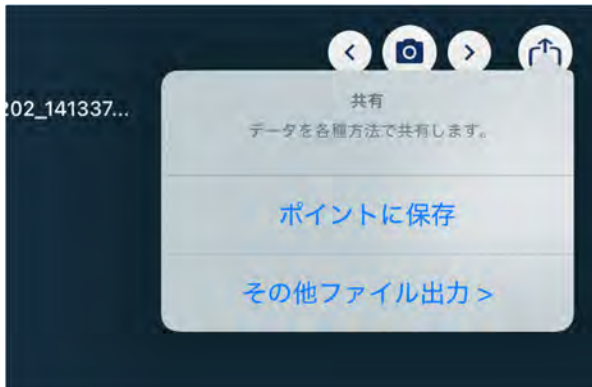 202_141337...
共有
データを各種方法で共有します。
ポイントに保存
その他ファイル出力 >